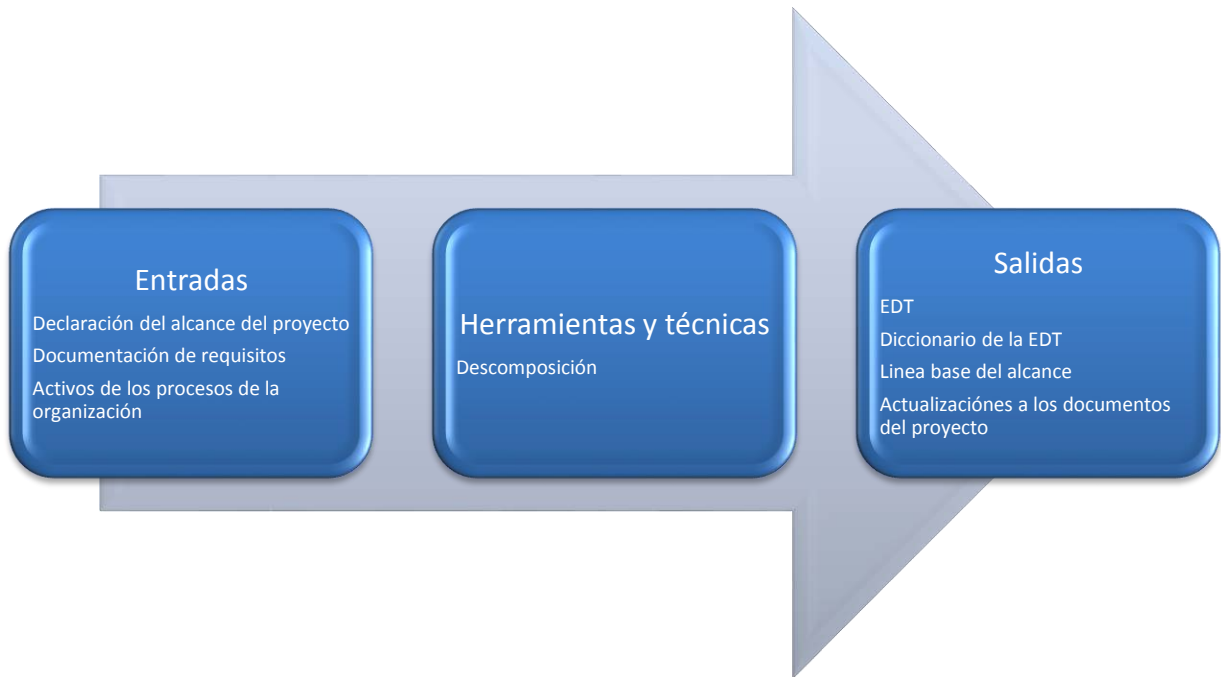 Entradas
Declaración del alcance del proyecto
Documentación de requisitos
Activos de los procesos de la
organización
Herramientas y técnicas
Descomposición
Salidas
EDT
Diccionario de la EDT
Linea base del alcance
Actualizaciónes a los documentos
del proyecto